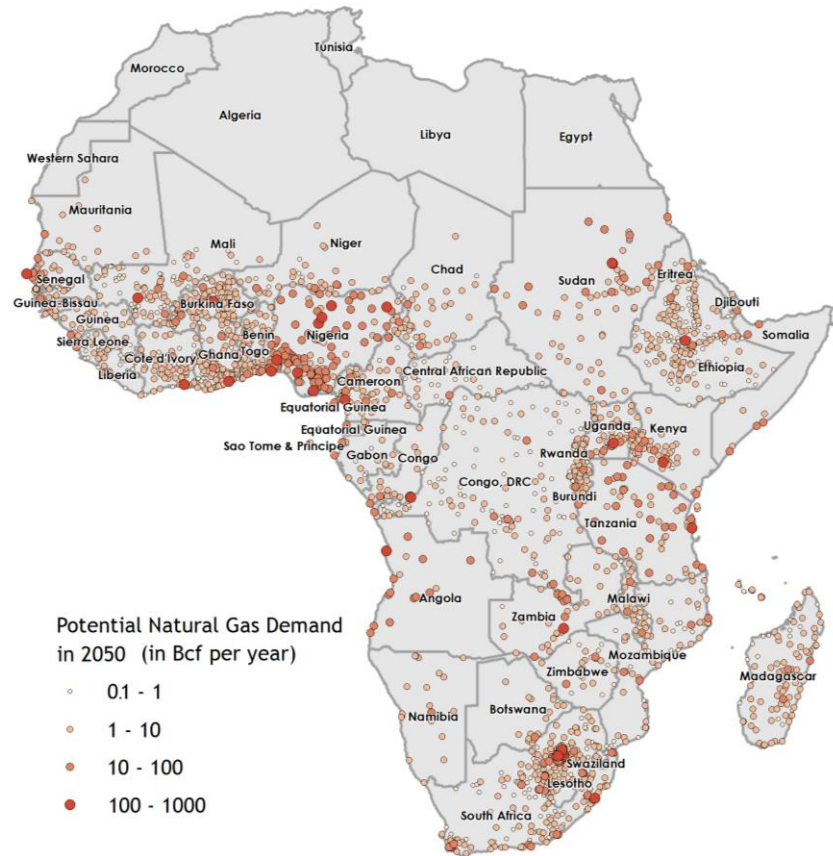 Tunisia
Morocco
Algeria
Libya
Egypt
Western Sahara
Mauritania
Mali
Niger
Chad
Sudan
Eritrea
Senegal
Djibouti
Guinea-Bissau
Burkina Faso
Guinea
Benin
Nigeria
Somalia
Sierra Leone
Cote d'Ivory
Ghana
Togo
Ethiopia
Liberia
Central African Republic
Cameroon
Equatorial Guinea
Equatorial Guinea
Uganda
Kenya
Sao Tome & Principe
Gabon
Congo
Rwanda
Congo, DRC
Burundi
Tanzania
Angola
Malawi
Zambia
Mozambique
Zimbabwe
Madagascar
Botswana
Namibia
Swaziland
Lesotho
South Africa
Potential Natural Gas Demand
in 2050 (in Bcf per year)
0.1 - 1
1 - 10
10 - 100
100 - 1000